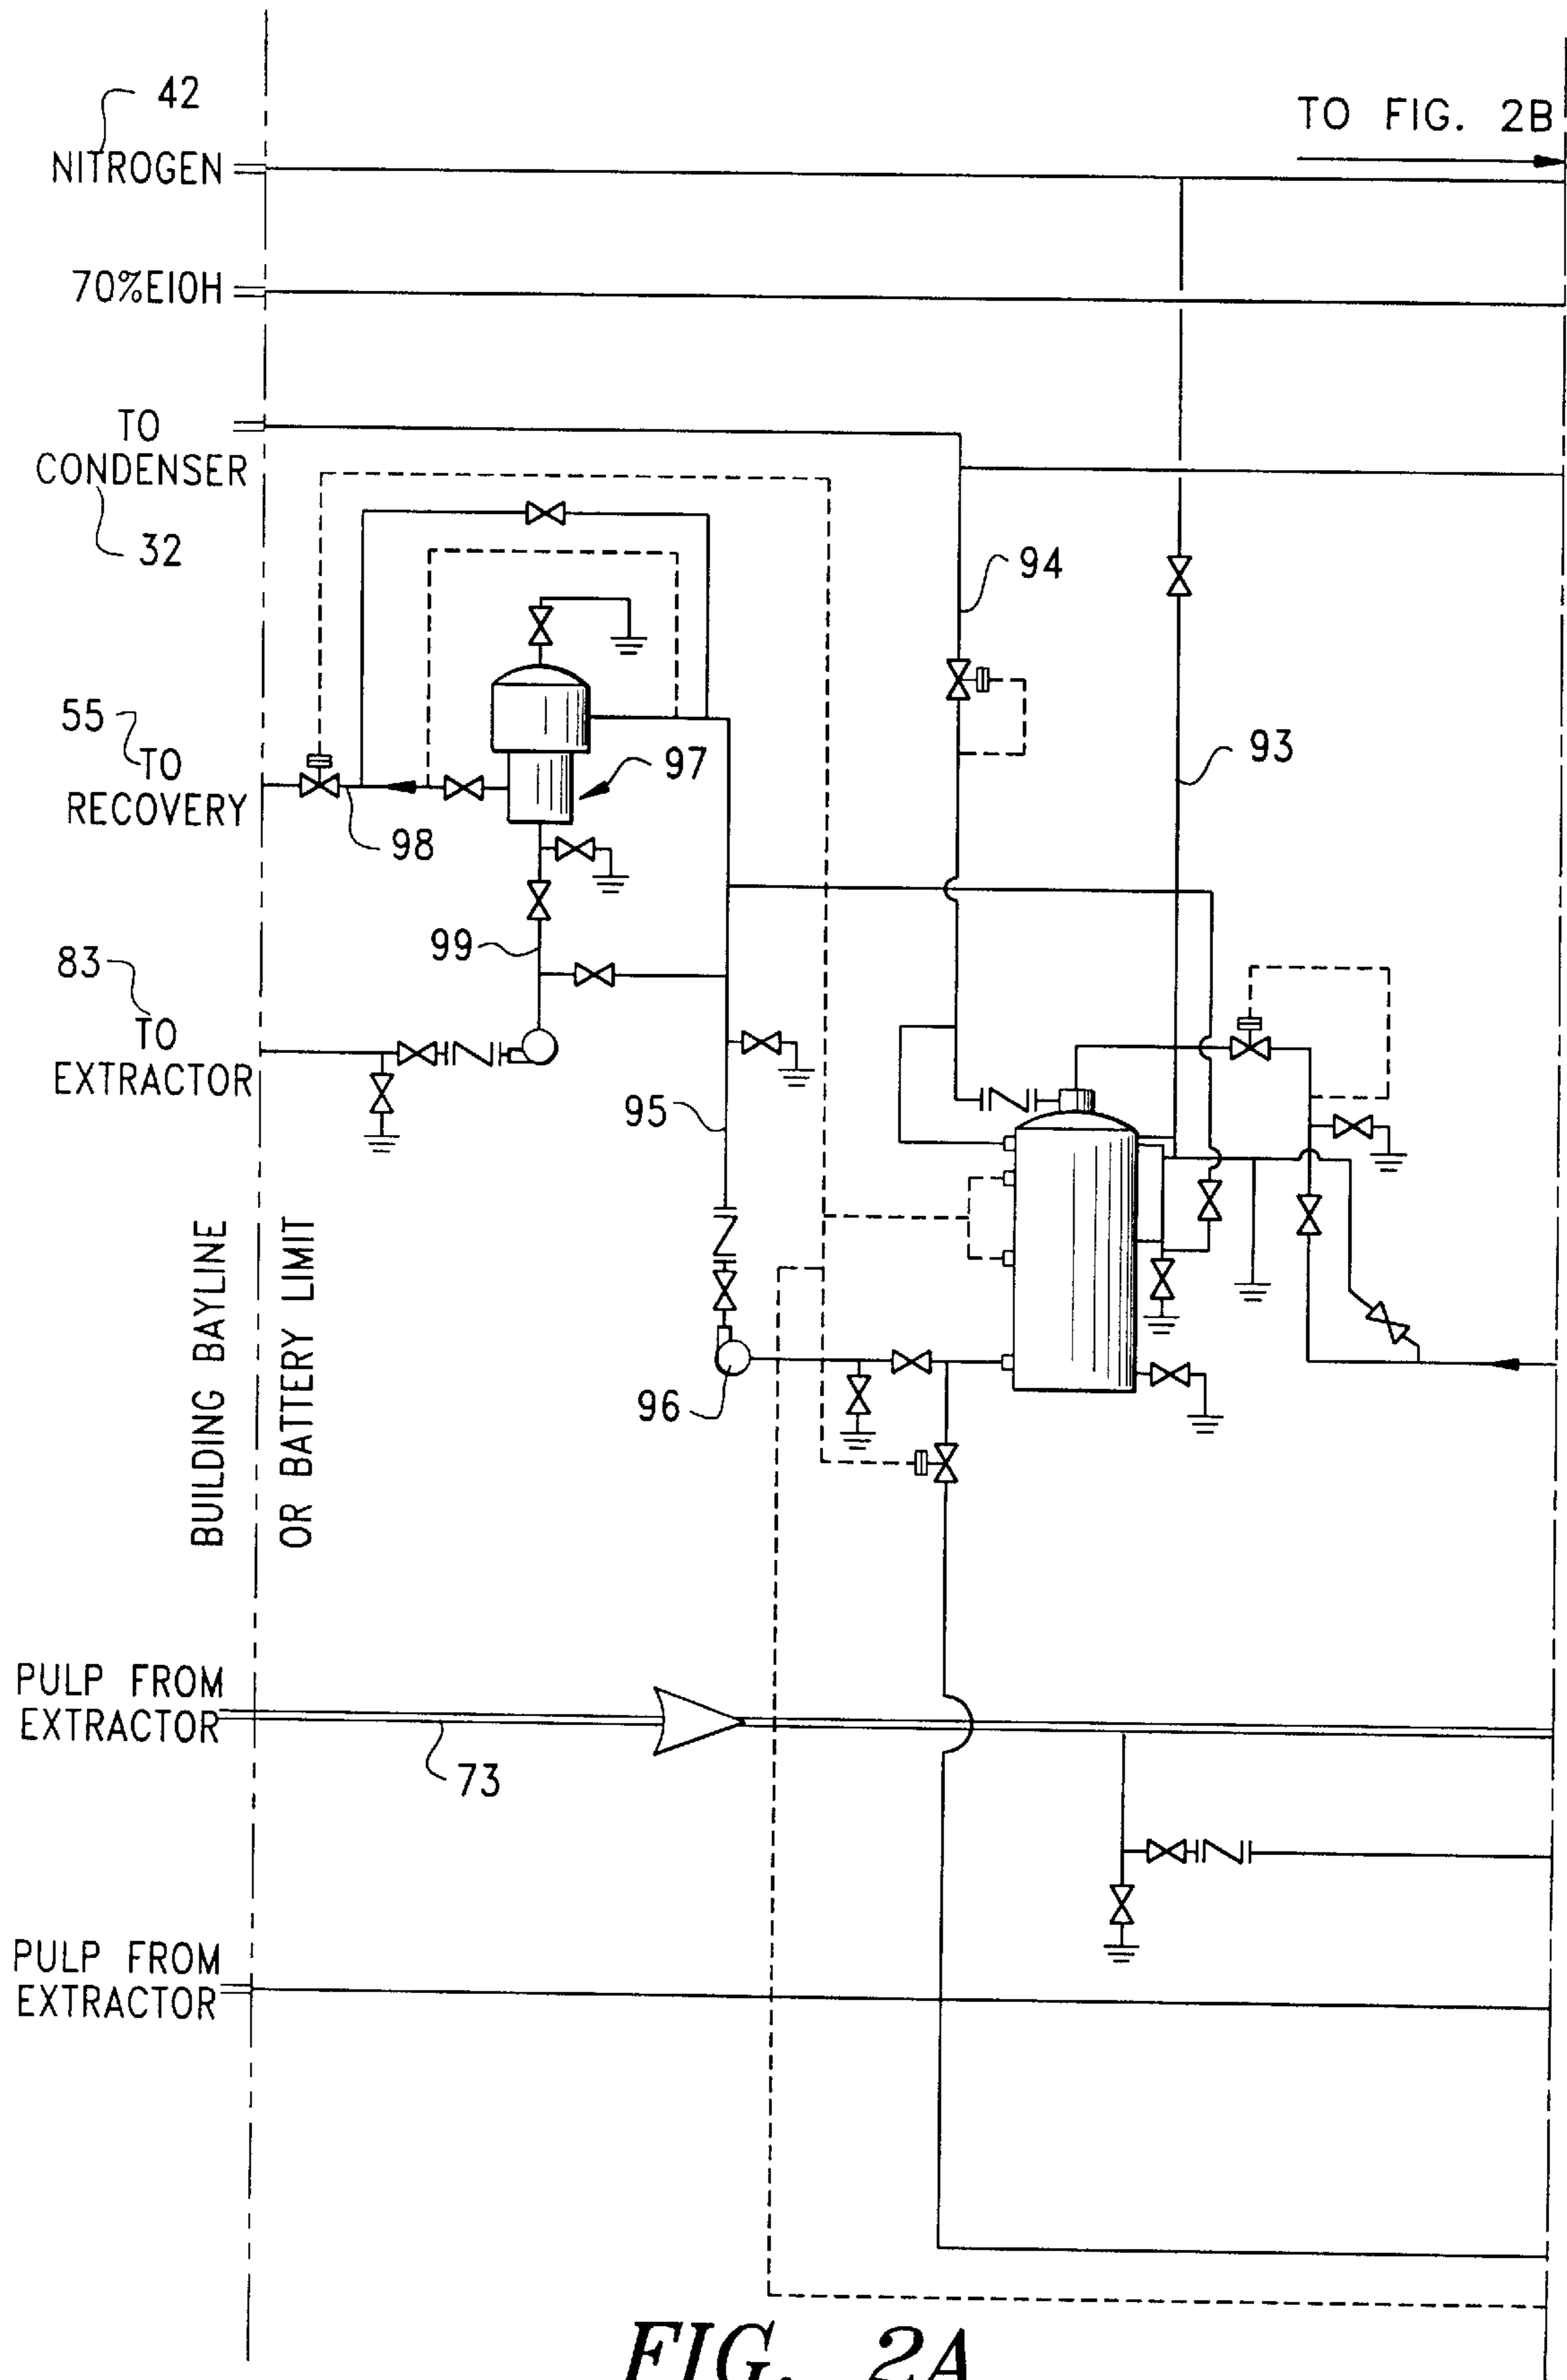 42
TO FIG. 2B
NITROGEN
70%EIOH
TO
CONDENSER
32
94
55
TO
RECOVERY
93
97
98
99
83
TO
EXTRACTOR
95
96
BUILDING BAYLINE
OR BATTERY LIMIT
PULP FROM
EXTRACTOR
73
PULP FROM
EXTRACTOR
FIG. 2A